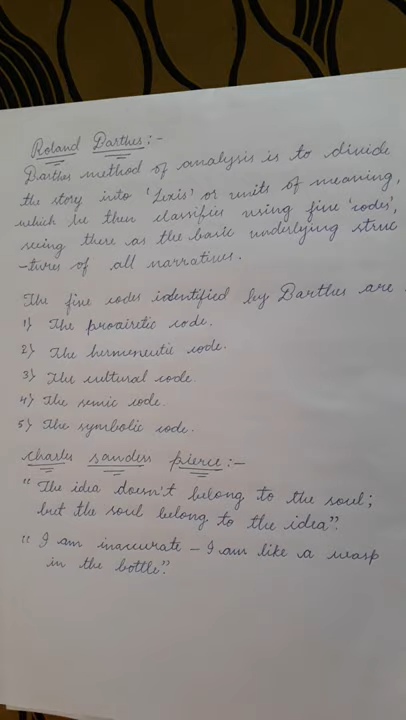 Roland Barthes:-
Barthes method of analysis is to divide
the story into 'Lexis' or units of meaning,
which he then classifies using five 'codes',
seeing there as the basic underlying struc
-tures of all narratives.
The five codes identified by Barthes are.
1} The proairetic code.
2} The hermeneutic code.
3} The cultural code.
4} The semic code.
5} The symbolic code.
Charles sanders pierce:-
"The idea doesn't belong to the soul;
but the soul belong to the idea".
"I am inaccurate – I am like a wasp
in the bottle".